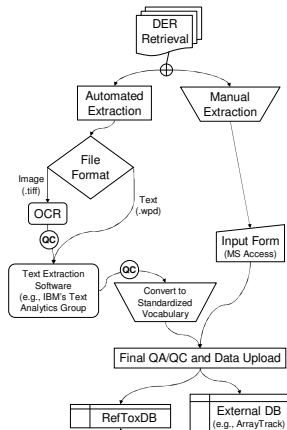 DER
Retrieval
Automated
Extraction
Manual
Extraction
File
Format
Image
(.tiff)
Text
(.wpd)
OCR
QC
Input Form
(MS Access)
Text Extraction
Software
(e.g., IBM's Text
Analytics Group)
QC
Convert to
Standardized
Vocabulary
Final QA/QC and Data Upload
RefToxDB
External DB
(e.g., ArrayTrack)